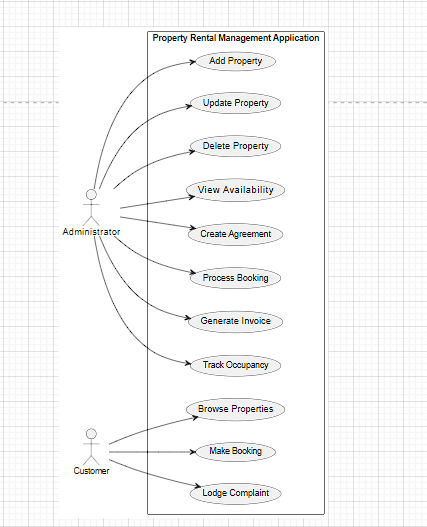 Property Rental Management Application
Add Property
Update Property
Delete Property
View Availability
Administrator
Create Agreement
Process Booking
Generate Invoice
Track Occupancy
Browse Properties
Make Booking
Customer
Lodge Complaint